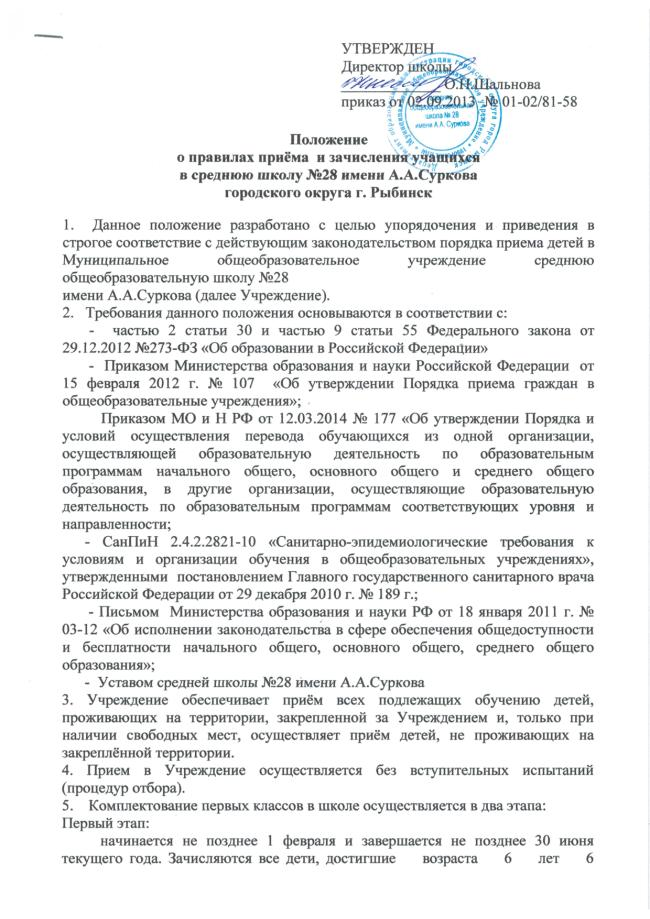 УТВЕРЖДЕН
Директор школы
О.Н.Шальнова
приказ от 02.09.2013 № 01-02/81-58
школа № 28
имени А.А. Суркова
Положение
о правилах приёма и зачисления учащихся
в среднюю школу №28 имени А.А.Суркова
городского округа г. Рыбинск
1. Данное положение разработано с целью упорядочения и приведения в
строгое соответствие с действующим законодательством порядка приема детей в
Муниципальное общеобразовательное учреждение среднюю
общеобразовательную школу №28
имени А.А.Суркова (далее Учреждение).
2. Требования данного положения основываются в соответствии с:
- частью 2 статьи 30 и частью 9 статьи 55 Федерального закона от
29.12.2012 №273-ФЗ «Об образовании в Российской Федерации»
- Приказом Министерства образования и науки Российской Федерации от
15 февраля 2012 г. № 107 «Об утверждении Порядка приема граждан в
общеобразовательные учреждения»;
Приказом МО и Н РФ от 12.03.2014 № 177 «Об утверждении Порядка и
условий осуществления перевода обучающихся из одной организации,
осуществляющей образовательную деятельность по образовательным
программам начального общего, основного общего и среднего общего
образования, в другие организации, осуществляющие образовательную
деятельность по образовательным программам соответствующих уровня и
направленности;
- СанПиН 2.4.2.2821-10 «Санитарно-эпидемиологические требования к
условиям и организации обучения в общеобразовательных учреждениях»,
утвержденными постановлением Главного государственного санитарного врача
Российской Федерации от 29 декабря 2010 г. № 189 г.;
- Письмом Министерства образования и науки РФ от 18 января 2011 г. №
03-12 «Об исполнении законодательства в сфере обеспечения общедоступности
и бесплатности начального общего, основного общего, среднего общего
образования»;
- Уставом средней школы №28 имени А.А.Суркова
3. Учреждение обеспечивает приём всех подлежащих обучению детей,
проживающих на территории, закрепленной за Учреждением и, только при
наличии свободных мест, осуществляет приём детей, не проживающих на
закреплённой территории.
4. Прием в Учреждение осуществляется без вступительных испытаний
(процедур отбора).
5. Комплектование первых классов в школе осуществляется в два этапа:
Первый этап:
начинается не позднее 1 февраля и завершается не позднее 30 июня
текущего года. Зачисляются все дети, достигшие возраста 6 лет 6